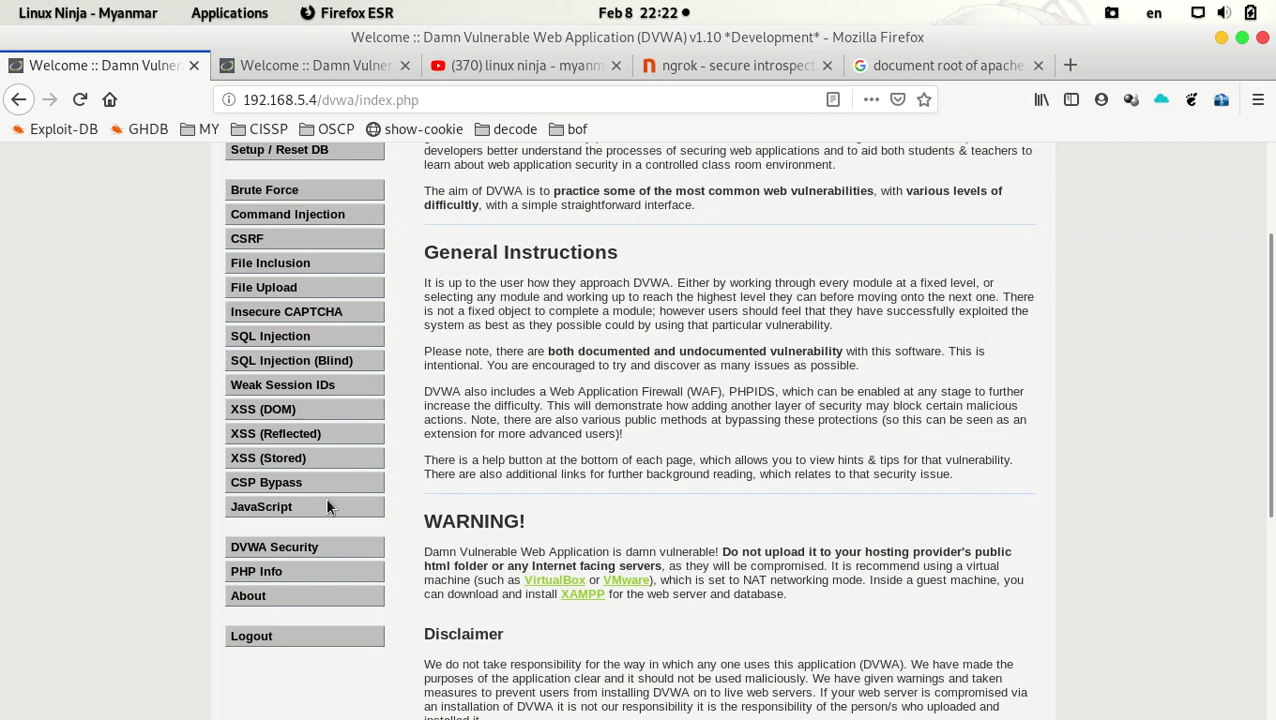 Linux Ninja - Myanmar Applications Firefox ESR Feb 8 22:22 en
Welcome :: Damn Vulnerable Web Application (DVWA) v1.10 *Development* - Mozilla Firefox
Welcome :: Damn Vulner Welcome :: Damn Vulner (370) linux ninja - myanm ngrok - secure introspect document root of apache
192.168.5.4/dvwa/index.php
Exploit-DB GHDB MY CISSP OSCP show-cookie decode bof
Setup / Reset DB
Brute Force
Command Injection
CSRF
File Inclusion
File Upload
Insecure CAPTCHA
SQL Injection
SQL Injection (Blind)
Weak Session IDs
XSS (DOM)
XSS (Reflected)
XSS (Stored)
CSP Bypass
JavaScript
DVWA Security
PHP Info
About
Logout
developers better understand the processes of securing web applications and to aid both students & teachers to
learn about web application security in a controlled class room environment.
The aim of DVWA is to practice some of the most common web vulnerabilities, with various levels of
difficultly, with a simple straightforward interface.
General Instructions
It is up to the user how they approach DVWA. Either by working through every module at a fixed level, or
selecting any module and working up to reach the highest level they can before moving onto the next one. There
is not a fixed object to complete a module; however users should feel that they have successfully exploited the
system as best as they possible could by using that particular vulnerability.
Please note, there are both documented and undocumented vulnerability with this software. This is
intentional. You are encouraged to try and discover as many issues as possible.
DVWA also includes a Web Application Firewall (WAF), PHPIDS, which can be enabled at any stage to further
increase the difficulty. This will demonstrate how adding another layer of security may block certain malicious
actions. Note, there are also various public methods at bypassing these protections (so this can be seen as an
extension for more advanced users)!
There is a help button at the bottom of each page, which allows you to view hints & tips for that vulnerability.
There are also additional links for further background reading, which relates to that security issue.
WARNING!
Damn Vulnerable Web Application is damn vulnerable! Do not upload it to your hosting provider's public
html folder or any Internet facing servers, as they will be compromised. It is recommend using a virtual
machine (such as VirtualBox or VMware), which is set to NAT networking mode. Inside a guest machine, you
can download and install XAMPP for the web server and database.
Disclaimer
We do not take responsibility for the way in which any one uses this application (DVWA). We have made the
purposes of the application clear and it should not be used maliciously. We have given warnings and taken
measures to prevent users from installing DVWA on to live web servers. If your web server is compromised via
an installation of DVWA it is not our responsibility it is the responsibility of the person/s who uploaded and
installed it.